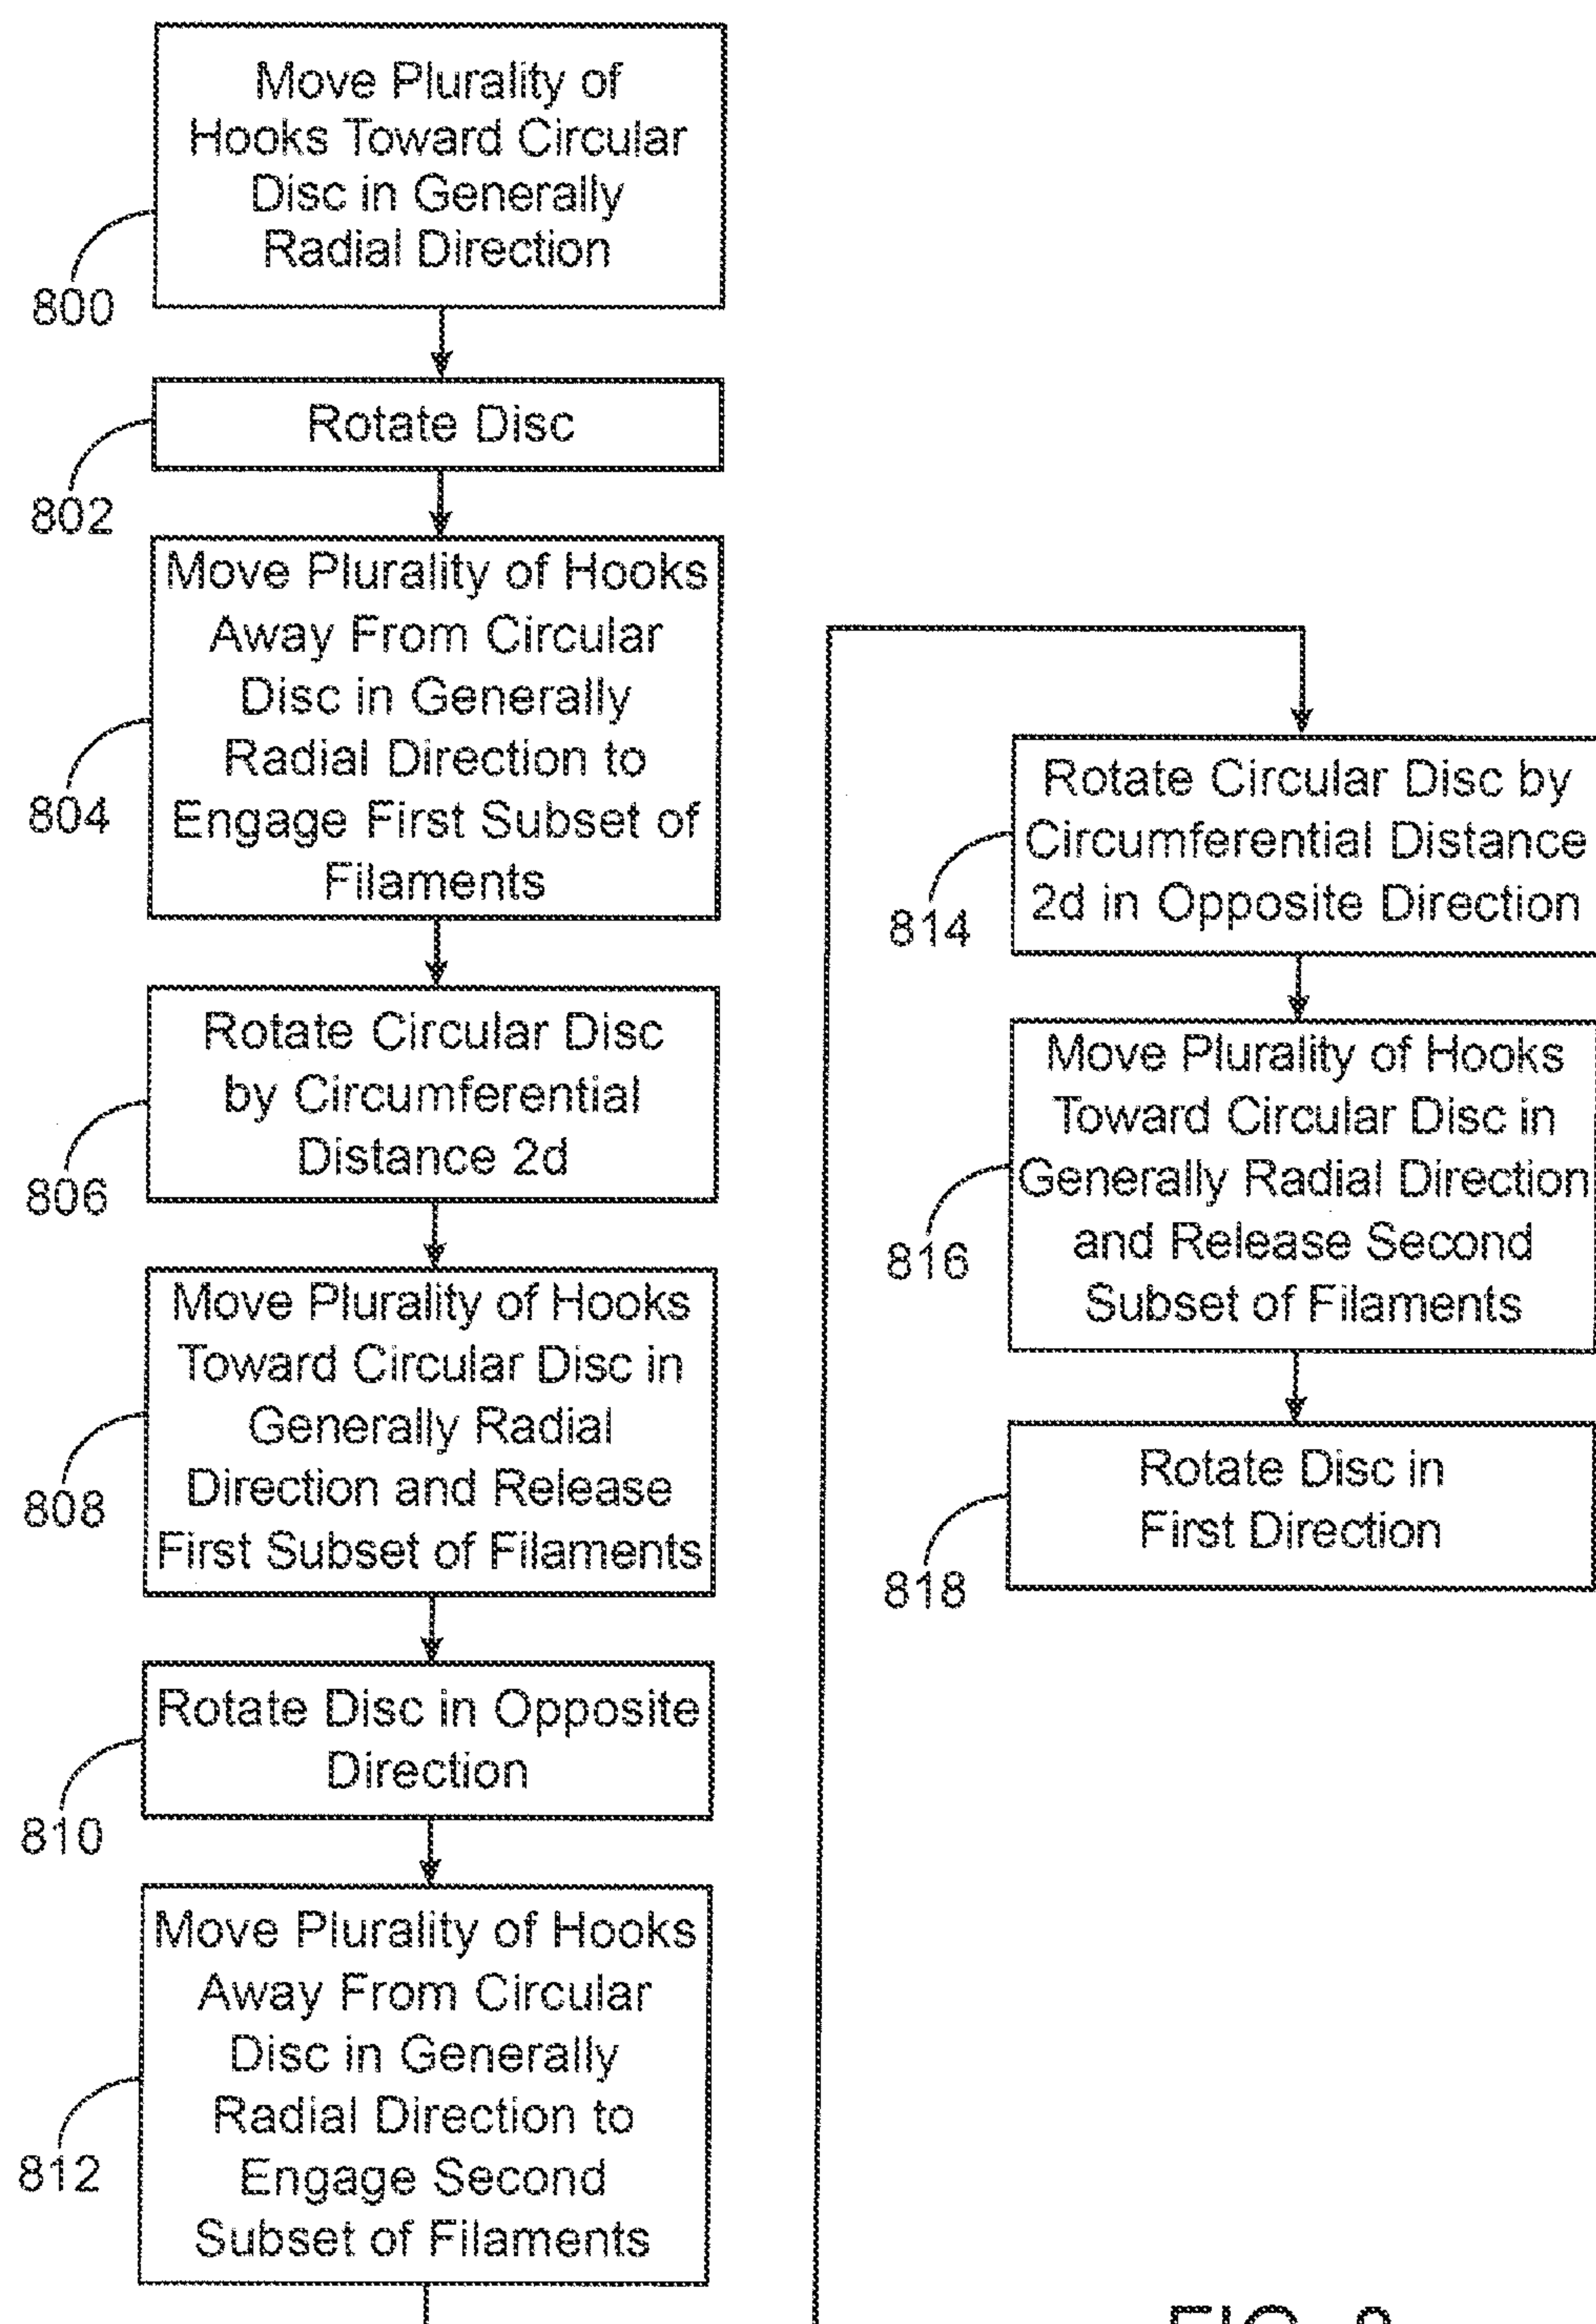 Move Plurality of
Hooks Toward Circular
Disc in Generally
Radial Direction
800
Rotate Disc
802
Move Plurality of Hooks
Away From Circular
Disc in Generally
Radial Direction to
Engage First Subset of
Filaments
804
Rotate Circular Disc
by Circumferential
Distance 2d
806
Move Plurality of Hooks
Toward Circular Disc in
Generally Radial
Direction and Release
First Subset of Filaments
808
Rotate Disc in Opposite
Direction
810
Move Plurality of Hooks
Away From Circular
Disc in Generally
Radial Direction to
Engage Second
Subset of Filaments
812
Rotate Circular Disc by
Circumferential Distance
2d in Opposite Direction
814
Move Plurality of Hooks
Toward Circular Disc in
Generally Radial Direction
and Release Second
Subset of Filaments
816
Rotate Disc in
First Direction
818